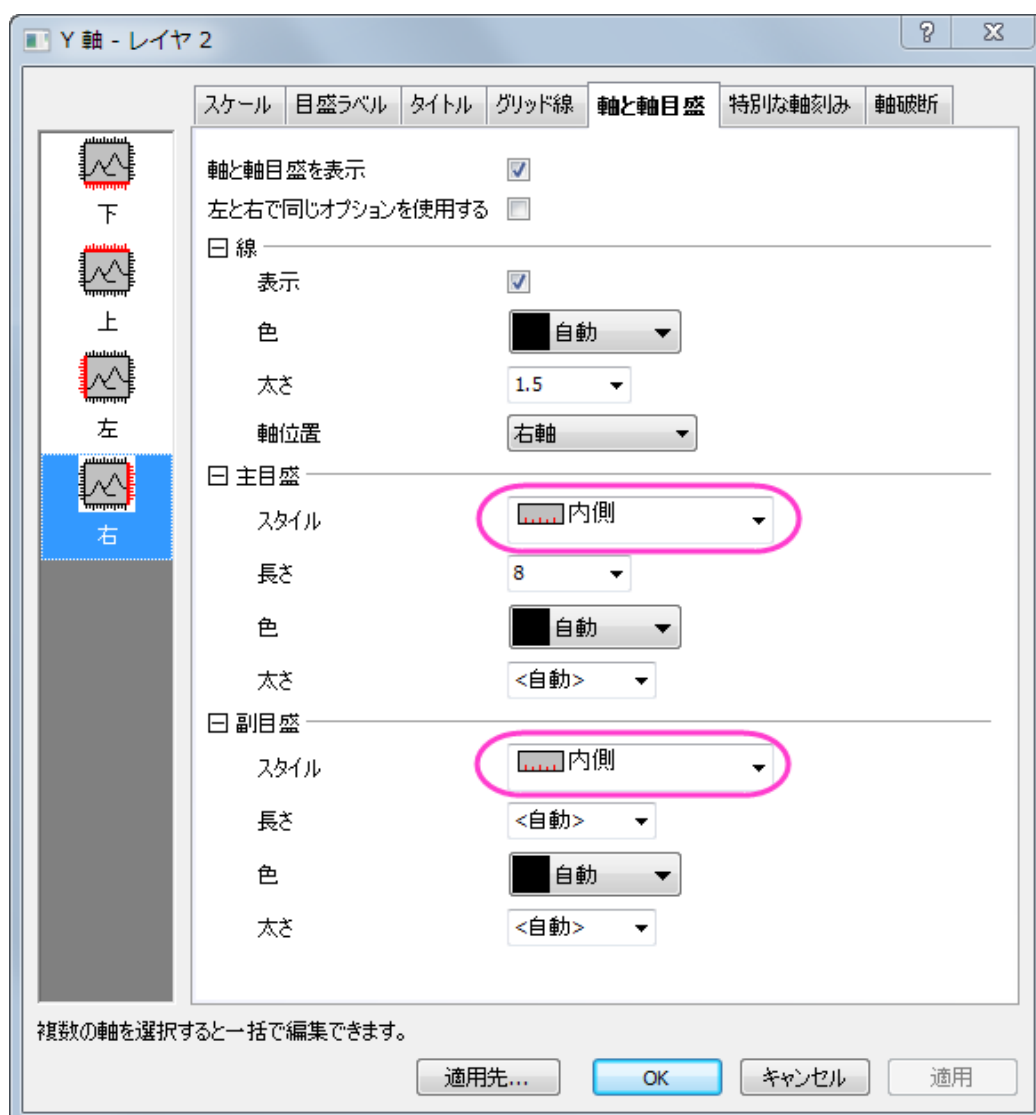 Y 軸 - レイヤ 2
スケール 目盛ラベル タイトル グリッド線 軸と軸目盛 特別な軸刻み 軸破断
下
上
左
右
軸と軸目盛を表示
左と右で同じオプションを使用する
線
表示
色 自動
太さ 1.5
軸位置 右軸
主目盛
スタイル 内側
長さ 8
色 自動
太さ <自動>
副目盛
スタイル 内側
長さ <自動>
色 自動
太さ <自動>
複数の軸を選択すると一括で編集できます。
適用先... OK キャンセル 適用